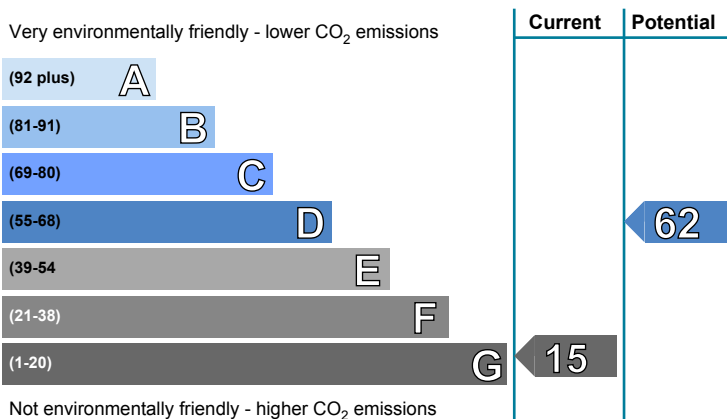 Very environmentally friendly - lower CO2 emissions
Current
Potential
(92 plus) A
(81-91) B
(69-80) C
(55-68) D
62
(39-54 E
(21-38) F
(1-20) G
15
Not environmentally friendly - higher CO2 emissions